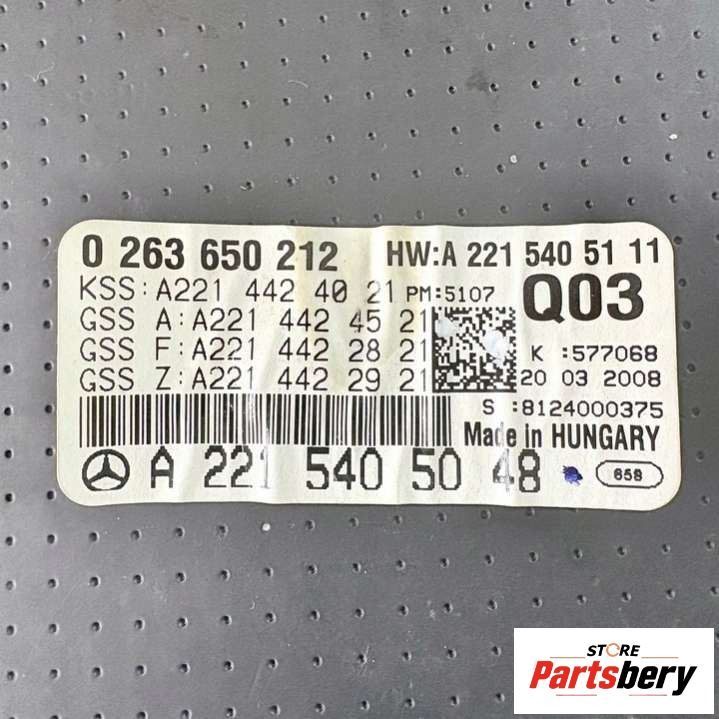 0 263 650 212 HW:A 221 540 51 11
KSS:A221 442 40 21 PM:5107 Q03
GSS A:A221 442 45 21
GSS F:A221 442 28 21 K :577068
GSS Z:A221 442 29 21 20 03 2008
S :8124000375
Made in HUNGARY
A 221 540 50 48 658
STORE
Partsbery